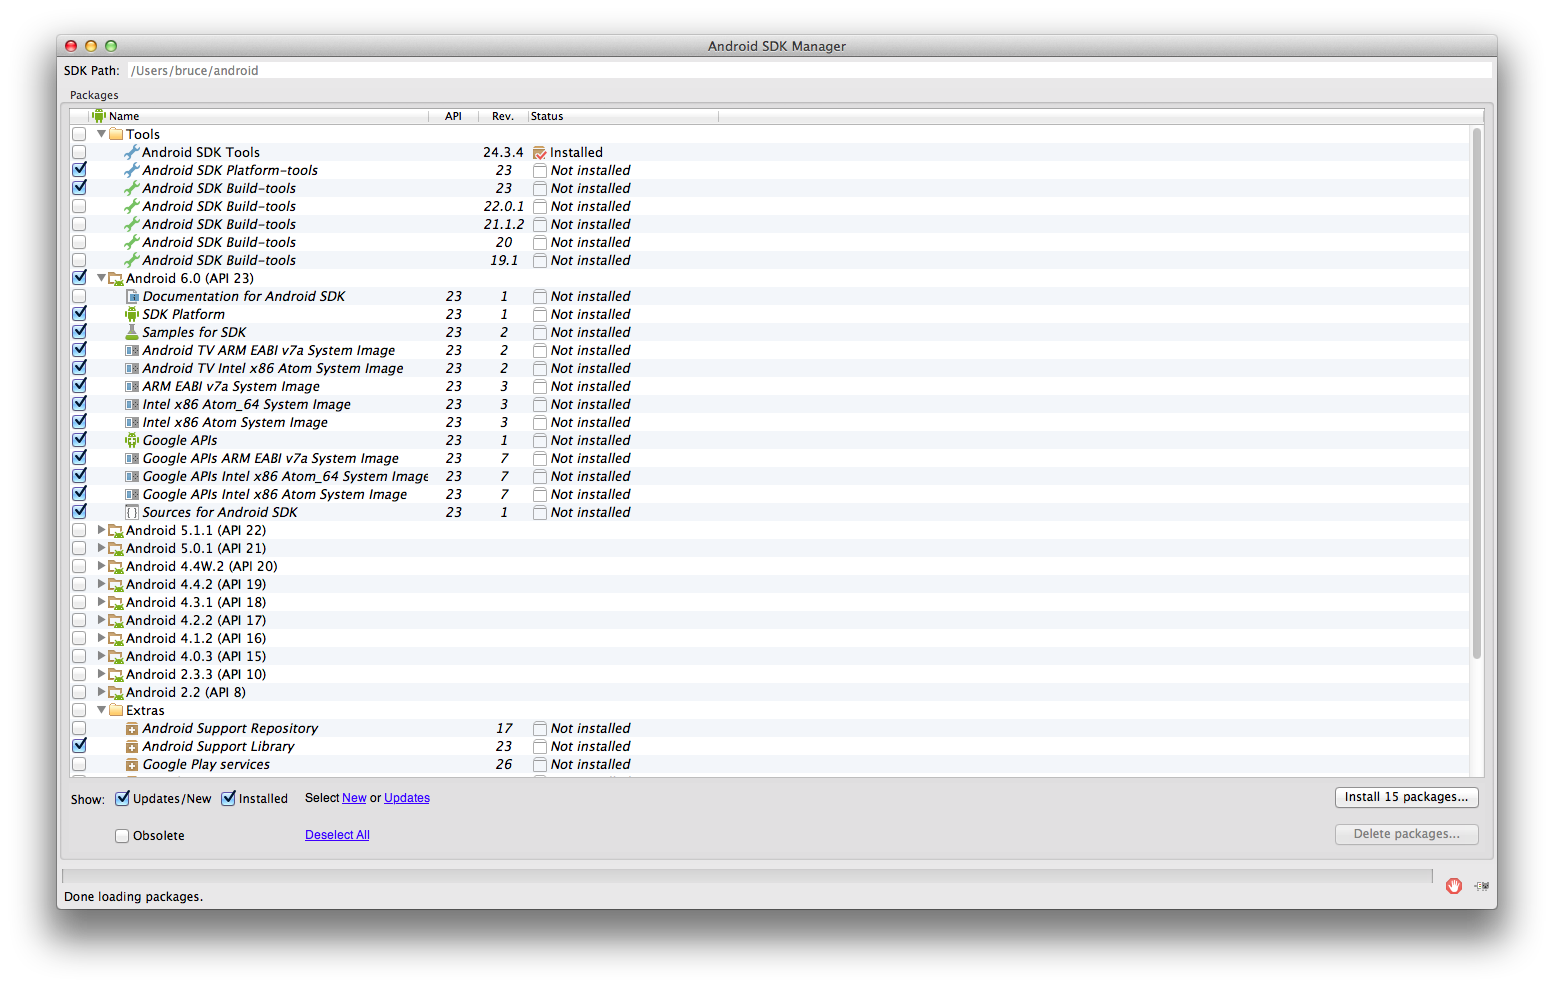 Android SDK Manager
SDK Path: /Users/bruce/android
Packages
Name API Rev. Status
Tools
Android SDK Tools 24.3.4 Installed
Android SDK Platform-tools 23 Not installed
Android SDK Build-tools 23 Not installed
Android SDK Build-tools 22.0.1 Not installed
Android SDK Build-tools 21.1.2 Not installed
Android SDK Build-tools 20 Not installed
Android SDK Build-tools 19.1 Not installed
Android 6.0 (API 23)
Documentation for Android SDK 23 1 Not installed
SDK Platform 23 1 Not installed
Samples for SDK 23 2 Not installed
Android TV ARM EABI v7a System Image 23 2 Not installed
Android TV Intel x86 Atom System Image 23 2 Not installed
ARM EABI v7a System Image 23 3 Not installed
Intel x86 Atom_64 System Image 23 3 Not installed
Intel x86 Atom System Image 23 3 Not installed
Google APIs 23 1 Not installed
Google APIs ARM EABI v7a System Image 23 7 Not installed
Google APIs Intel x86 Atom_64 System Image 23 7 Not installed
Google APIs Intel x86 Atom System Image 23 7 Not installed
Sources for Android SDK 23 1 Not installed
Android 5.1.1 (API 22)
Android 5.0.1 (API 21)
Android 4.4W.2 (API 20)
Android 4.4.2 (API 19)
Android 4.3.1 (API 18)
Android 4.2.2 (API 17)
Android 4.1.2 (API 16)
Android 4.0.3 (API 15)
Android 2.3.3 (API 10)
Android 2.2 (API 8)
Extras
Android Support Repository 17 Not installed
Android Support Library 23 Not installed
Google Play services 26 Not installed
Show: Updates/New Installed Select New or Updates Install 15 packages...
Obsolete Deselect All Delete packages...
Done loading packages.